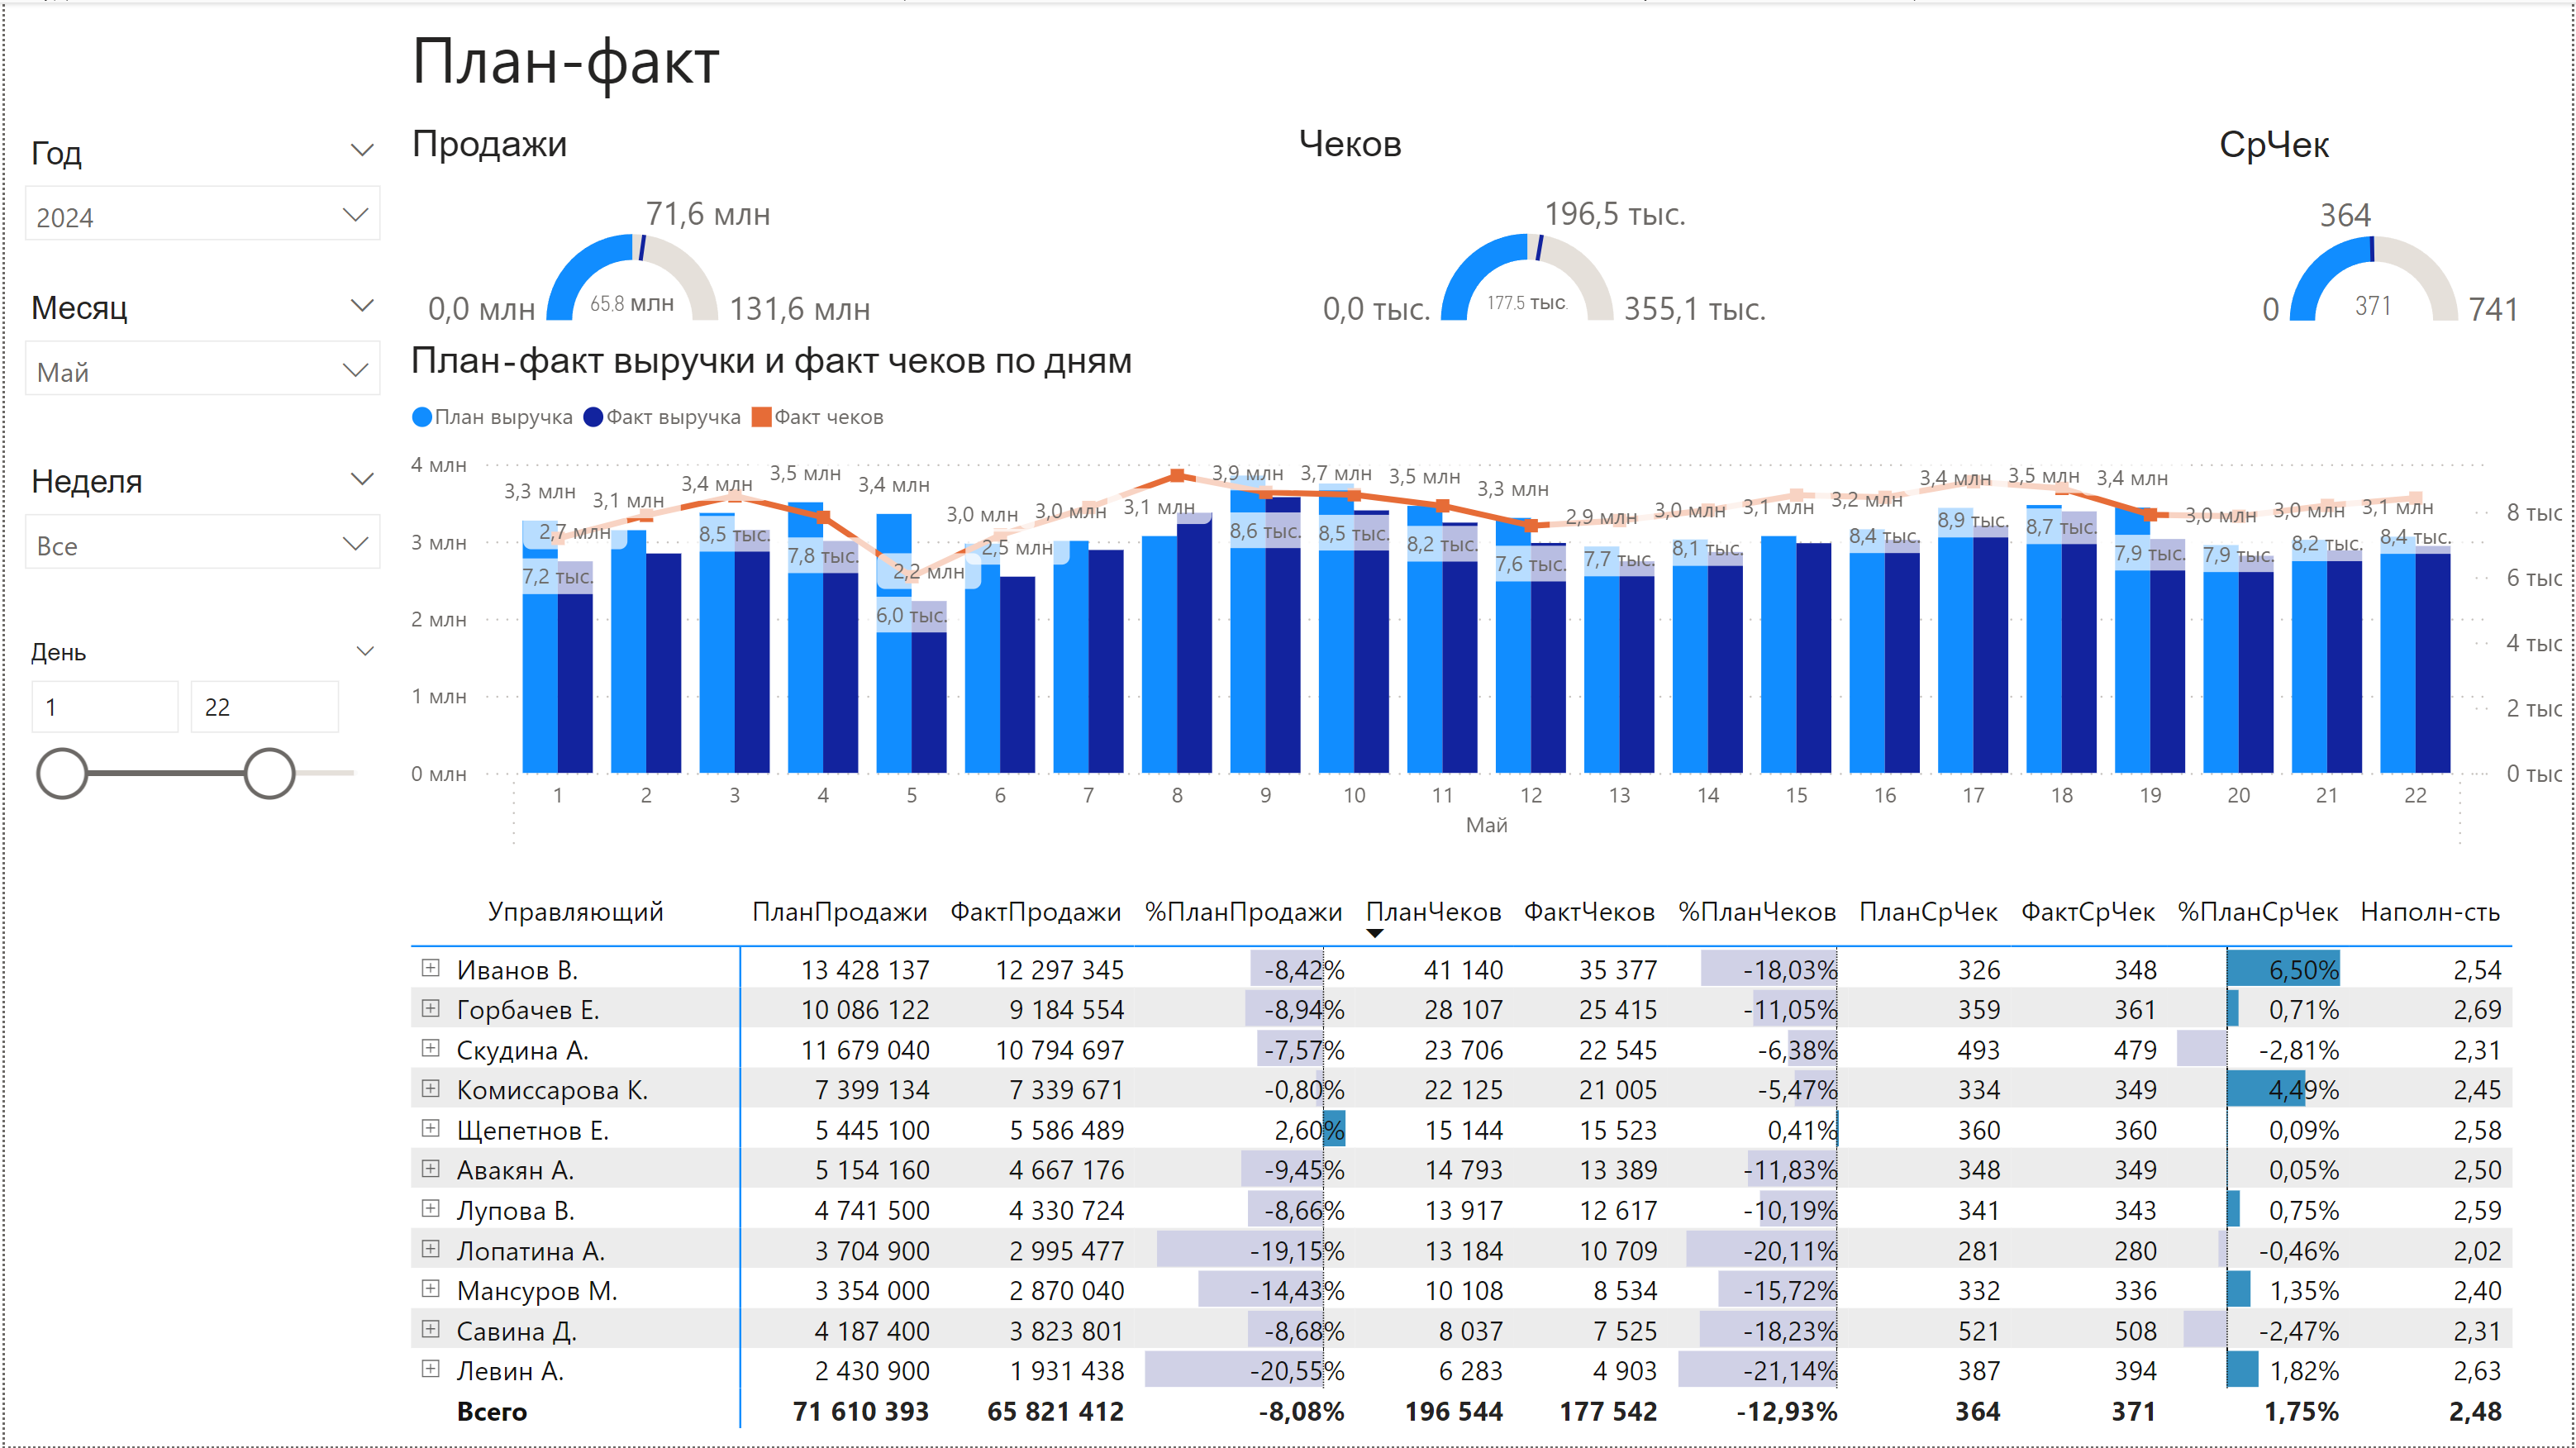 План-факт
Год
2024
Месяц
Май
Неделя
Все
День
1 22
Продажи
71,6 млн
0,0 млн 65,8 млн 131,6 млн
Чеков
196,5 тыс.
0,0 тыс. 177,5 тыс. 355,1 тыс.
СрЧек
364
0 371 741
План-факт выручки и факт чеков по дням
План выручка Факт выручка Факт чеков
4 млн
3 млн
2 млн
1 млн
0 млн
3,3 млн 3,1 млн 3,4 млн 3,5 млн 3,4 млн 3,0 млн 3,0 млн 3,1 млн 3,9 млн 3,7 млн 3,5 млн 3,3 млн 2,9 млн 3,0 млн 3,1 млн 3,2 млн 3,4 млн 3,5 млн 3,4 млн 3,0 млн 3,0 млн 3,1 млн
2,7 млн 2,2 млн 2,5 млн
7,2 тыс. 8,5 тыс. 7,8 тыс. 6,0 тыс. 8,6 тыс. 8,5 тыс. 8,2 тыс. 7,6 тыс. 7,7 тыс. 8,1 тыс. 8,4 тыс. 8,9 тыс. 8,7 тыс. 7,9 тыс. 7,9 тыс. 8,2 тыс. 8,4 тыс.
8 тыс
6 тыс
4 тыс
2 тыс
0 тыс
1 2 3 4 5 6 7 8 9 10 11 12 13 14 15 16 17 18 19 20 21 22
Май
Управляющий ПланПродажи ФактПродажи %ПланПродажи ПланЧеков ФактЧеков %ПланЧеков ПланСрЧек ФактСрЧек %ПланСрЧек Наполн-сть
Иванов В. 13 428 137 12 297 345 -8,42% 41 140 35 377 -18,03% 326 348 6,50% 2,54
Горбачев Е. 10 086 122 9 184 554 -8,94% 28 107 25 415 -11,05% 359 361 0,71% 2,69
Скудина А. 11 679 040 10 794 697 -7,57% 23 706 22 545 -6,38% 493 479 -2,81% 2,31
Комиссарова К. 7 399 134 7 339 671 -0,80% 22 125 21 005 -5,47% 334 349 4,49% 2,45
Щепетнов Е. 5 445 100 5 586 489 2,60% 15 144 15 523 0,41% 360 360 0,09% 2,58
Авакян А. 5 154 160 4 667 176 -9,45% 14 793 13 389 -11,83% 348 349 0,05% 2,50
Лупова В. 4 741 500 4 330 724 -8,66% 13 917 12 617 -10,19% 341 343 0,75% 2,59
Лопатина А. 3 704 900 2 995 477 -19,15% 13 184 10 709 -20,11% 281 280 -0,46% 2,02
Мансуров М. 3 354 000 2 870 040 -14,43% 10 108 8 534 -15,72% 332 336 1,35% 2,40
Савина Д. 4 187 400 3 823 801 -8,68% 8 037 7 525 -18,23% 521 508 -2,47% 2,31
Левин А. 2 430 900 1 931 438 -20,55% 6 283 4 903 -21,14% 387 394 1,82% 2,63
Всего 71 610 393 65 821 412 -8,08% 196 544 177 542 -12,93% 364 371 1,75% 2,48